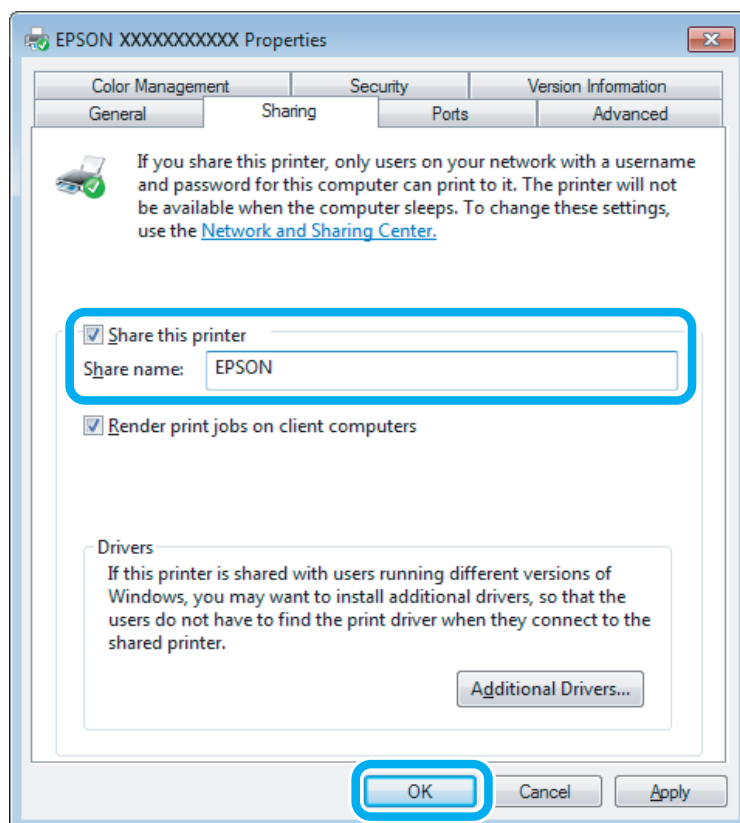 EPSON XXXXXXXXXXX Properties
Color Management Security Version Information
General Sharing Ports Advanced
If you share this printer, only users on your network with a username
and password for this computer can print to it. The printer will not
be available when the computer sleeps. To change these settings,
use the Network and Sharing Center.
Share this printer
Share name: EPSON
Render print jobs on client computers
Drivers
If this printer is shared with users running different versions of
Windows, you may want to install additional drivers, so that the
users do not have to find the print driver when they connect to the
shared printer.
Additional Drivers...
OK Cancel Apply